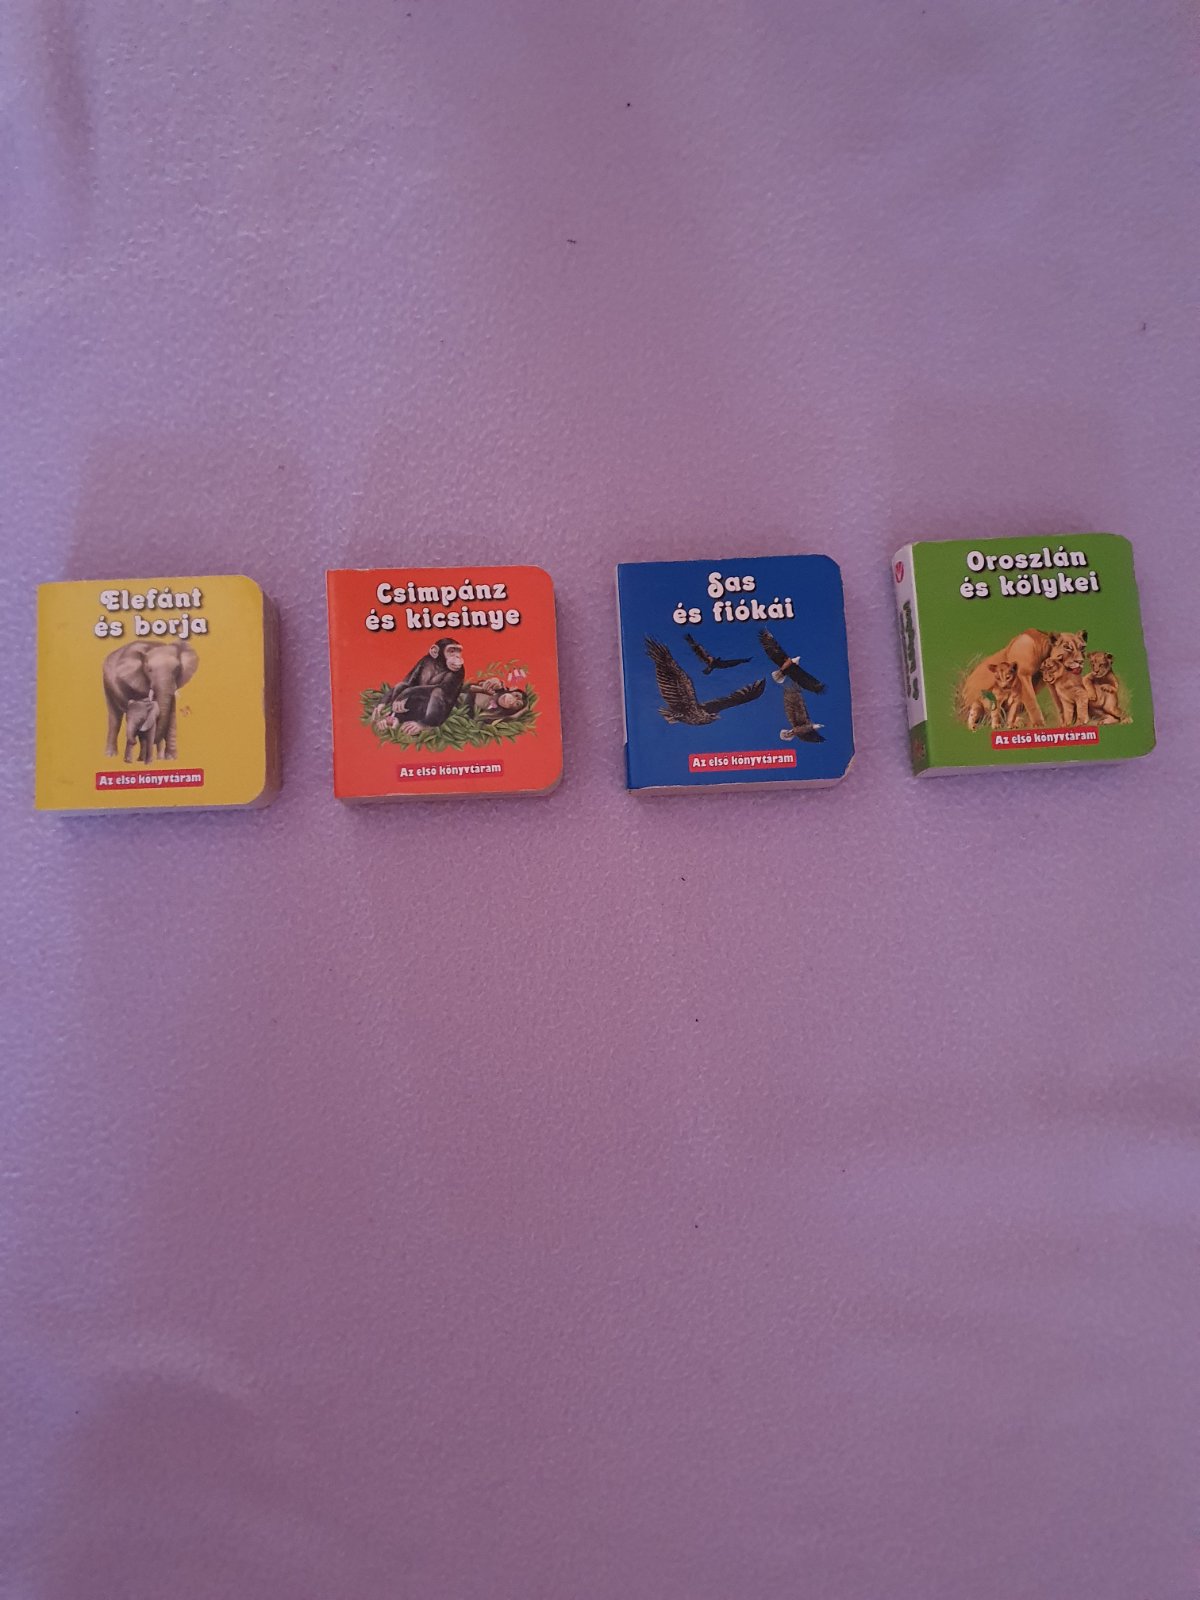 Elefánt
és borja
Az első könyvtáram
Csimpánz
és kicsinye
Az első könyvtáram
Sas
és fiókái
Az első könyvtáram
Oroszlán
és kölykei
Az első könyvtáram